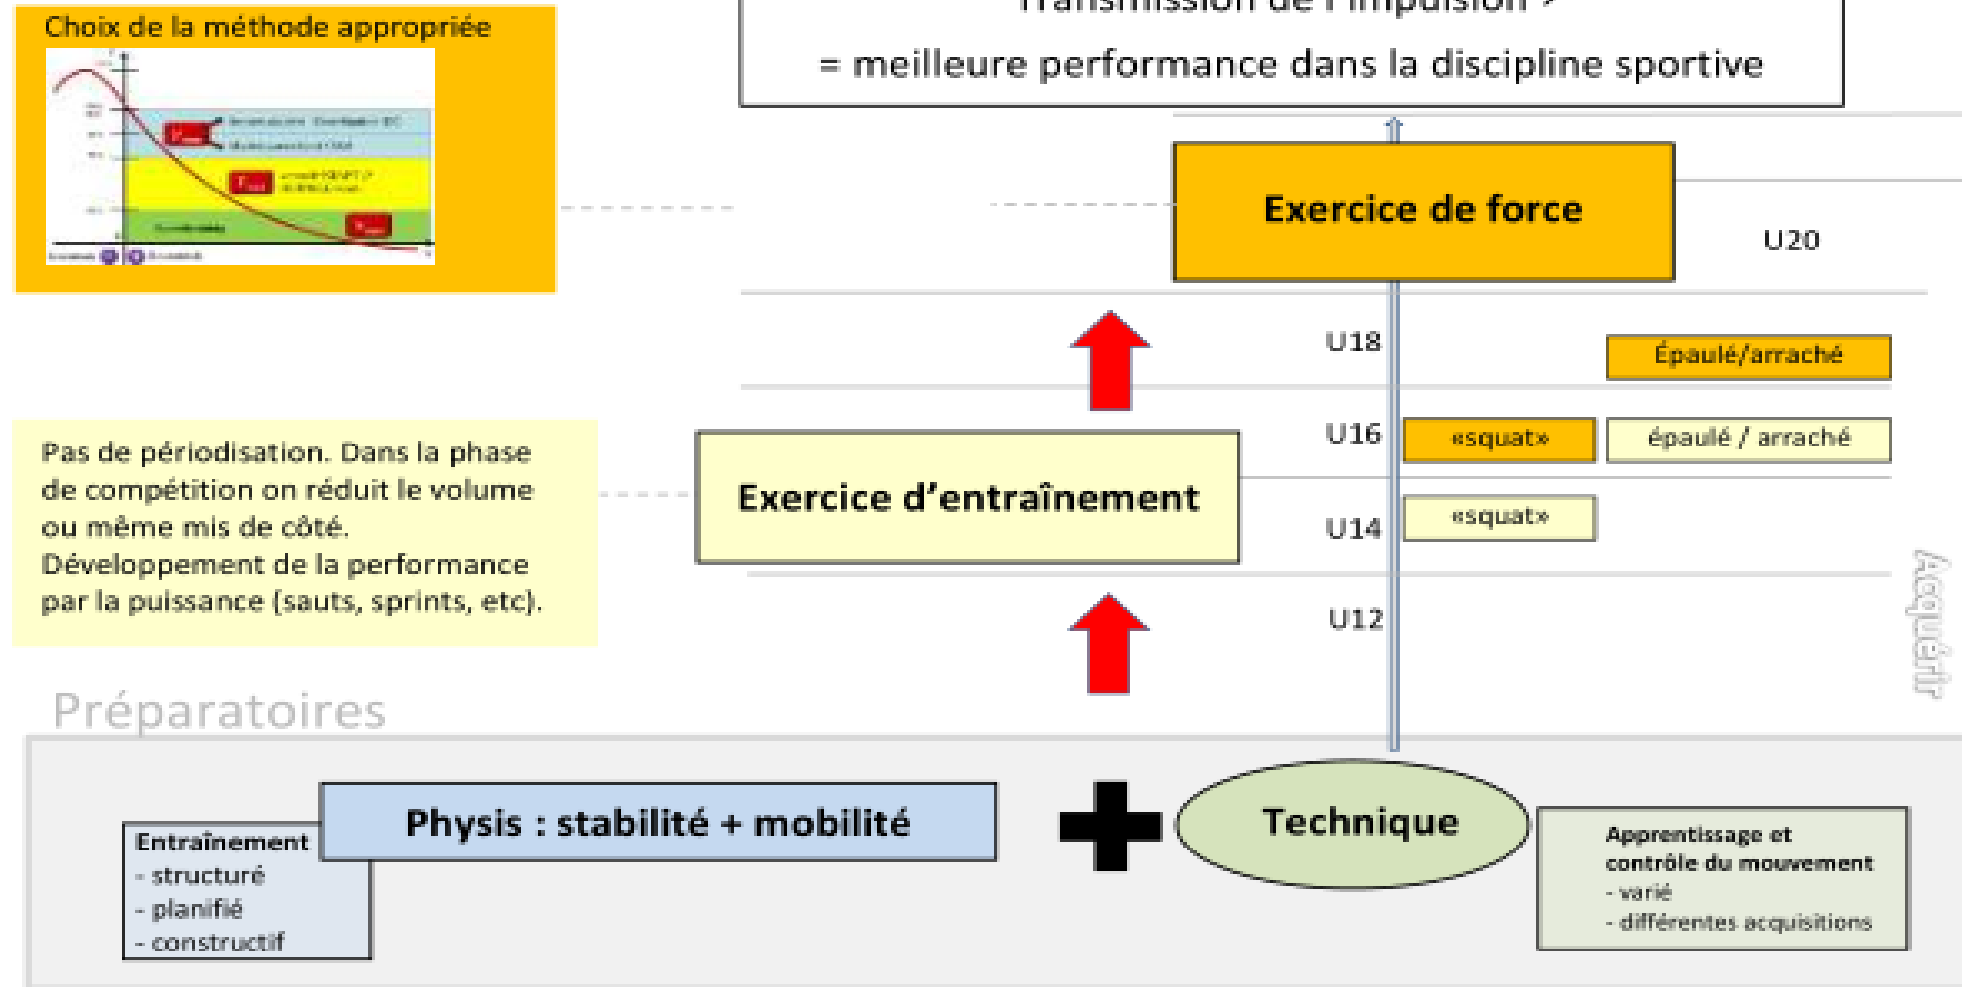 Transmission de l'impulsion >
= meilleure performance dans la discipline sportive
Choix de la méthode appropriée
Exercice de force
U20
U18
Épaulé/arraché
U16
«squat»
épaulé / arraché
Pas de périodisation. Dans la phase
de compétition on réduit le volume
ou même mis de côté.
Développement de la performance
par la puissance (sauts, sprints, etc).
Exercice d’entraînement
U14
«squat»
U12
Acquérir
Préparatoires
Physis : stabilité + mobilité
Entraînement
- structuré
- planifié
- constructif
Technique
Apprentissage et
contrôle du mouvement
- varié
- différentes acquisitions